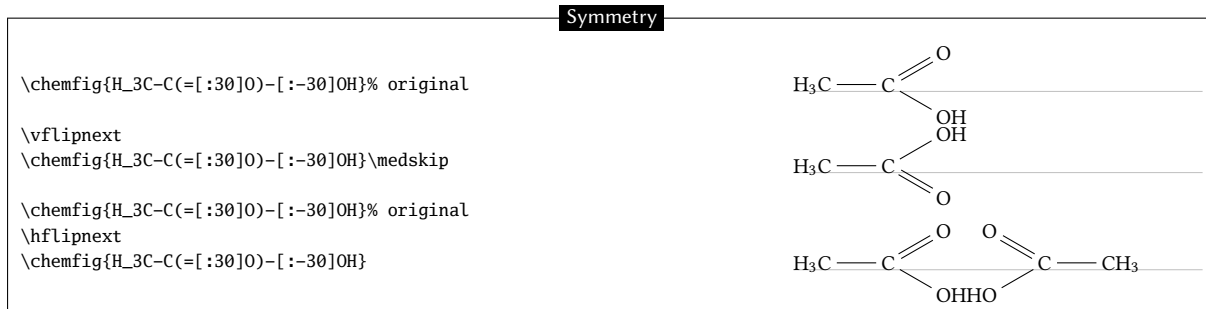 Symmetry
\chemfig{H_3C-C(=[:30]O)-[:-30]OH}% original
\vflipnext
\chemfig{H_3C-C(=[:30]O)-[:-30]OH}\medskip
\chemfig{H_3C-C(=[:30]O)-[:-30]OH}% original
\hflipnext
\chemfig{H_3C-C(=[:30]O)-[:-30]OH}
O
H₃C C
OH
OH
H₃C C
O
O O
H₃C C C CH₃
OHHO